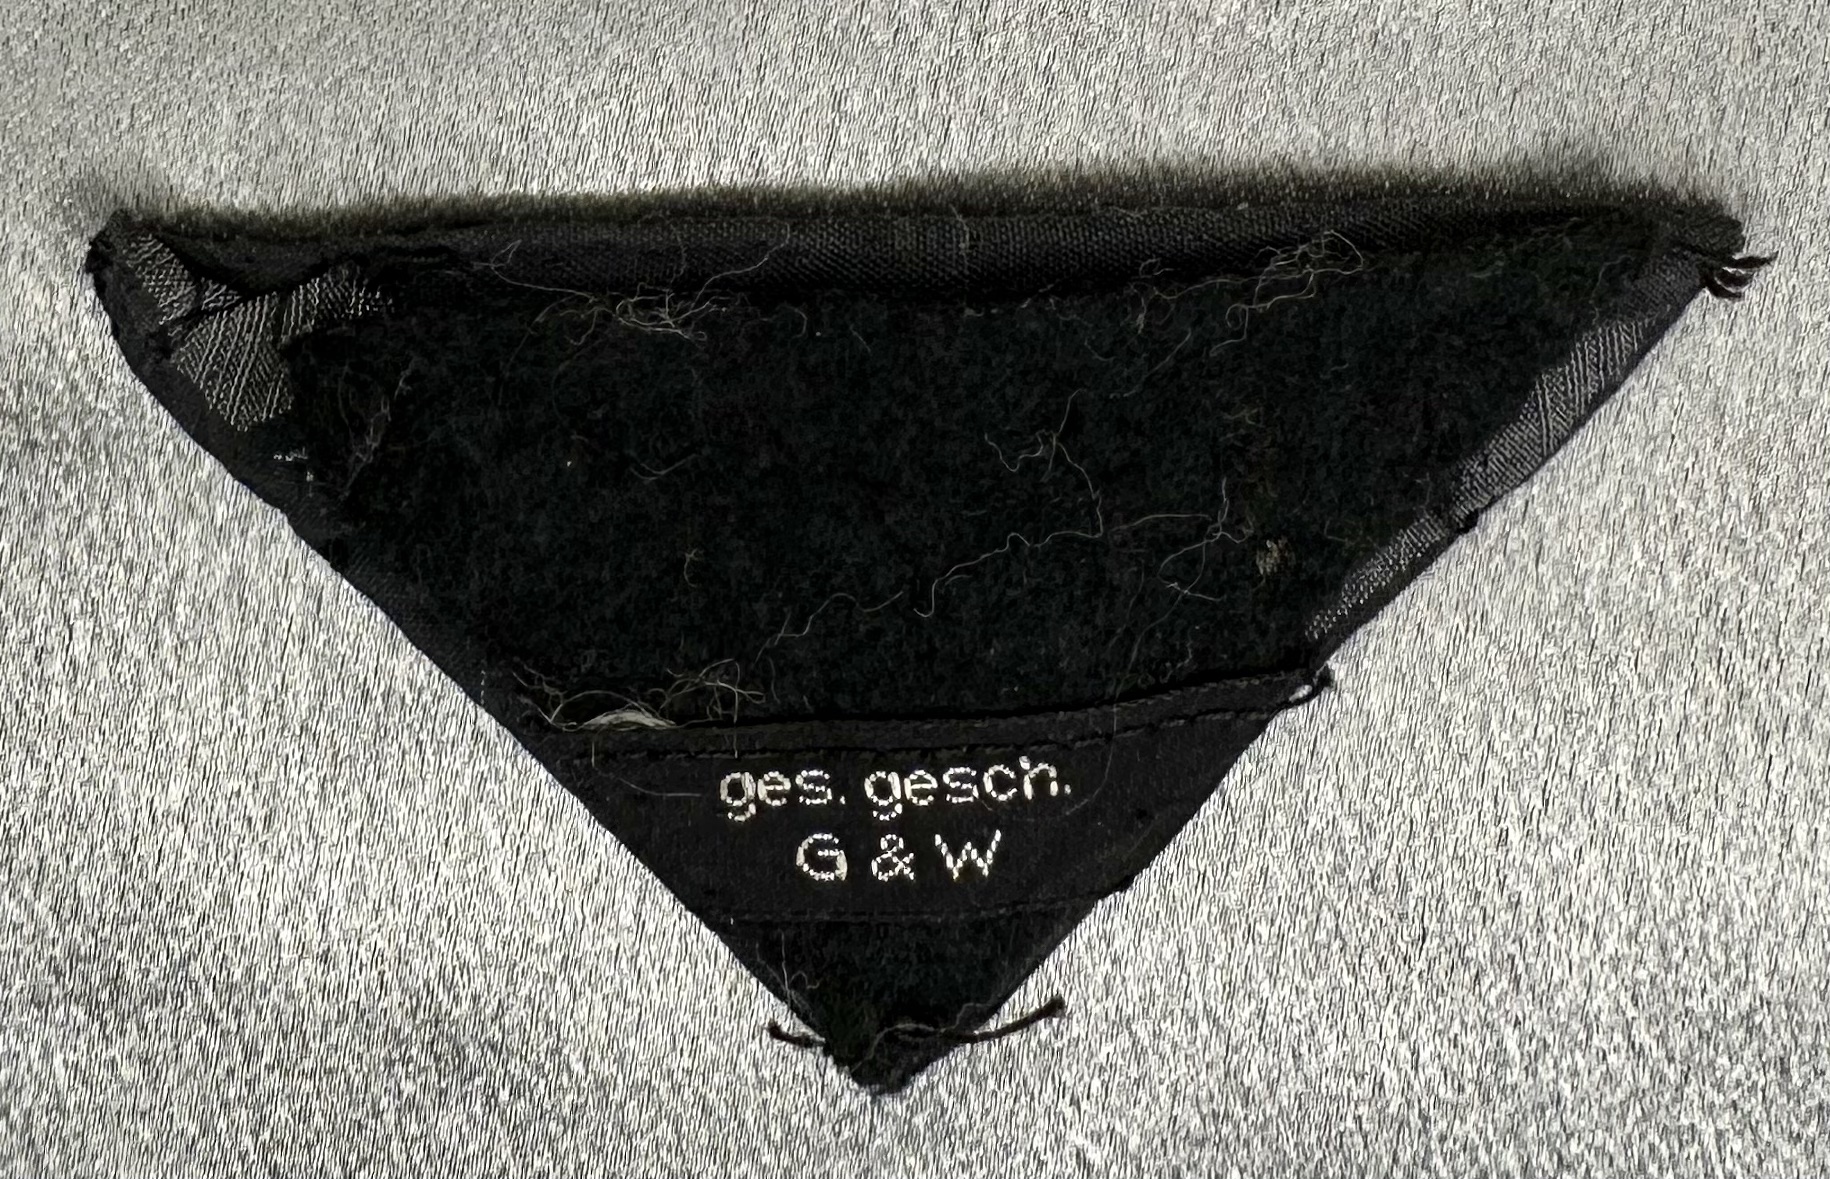 ges. gesch.
G & W